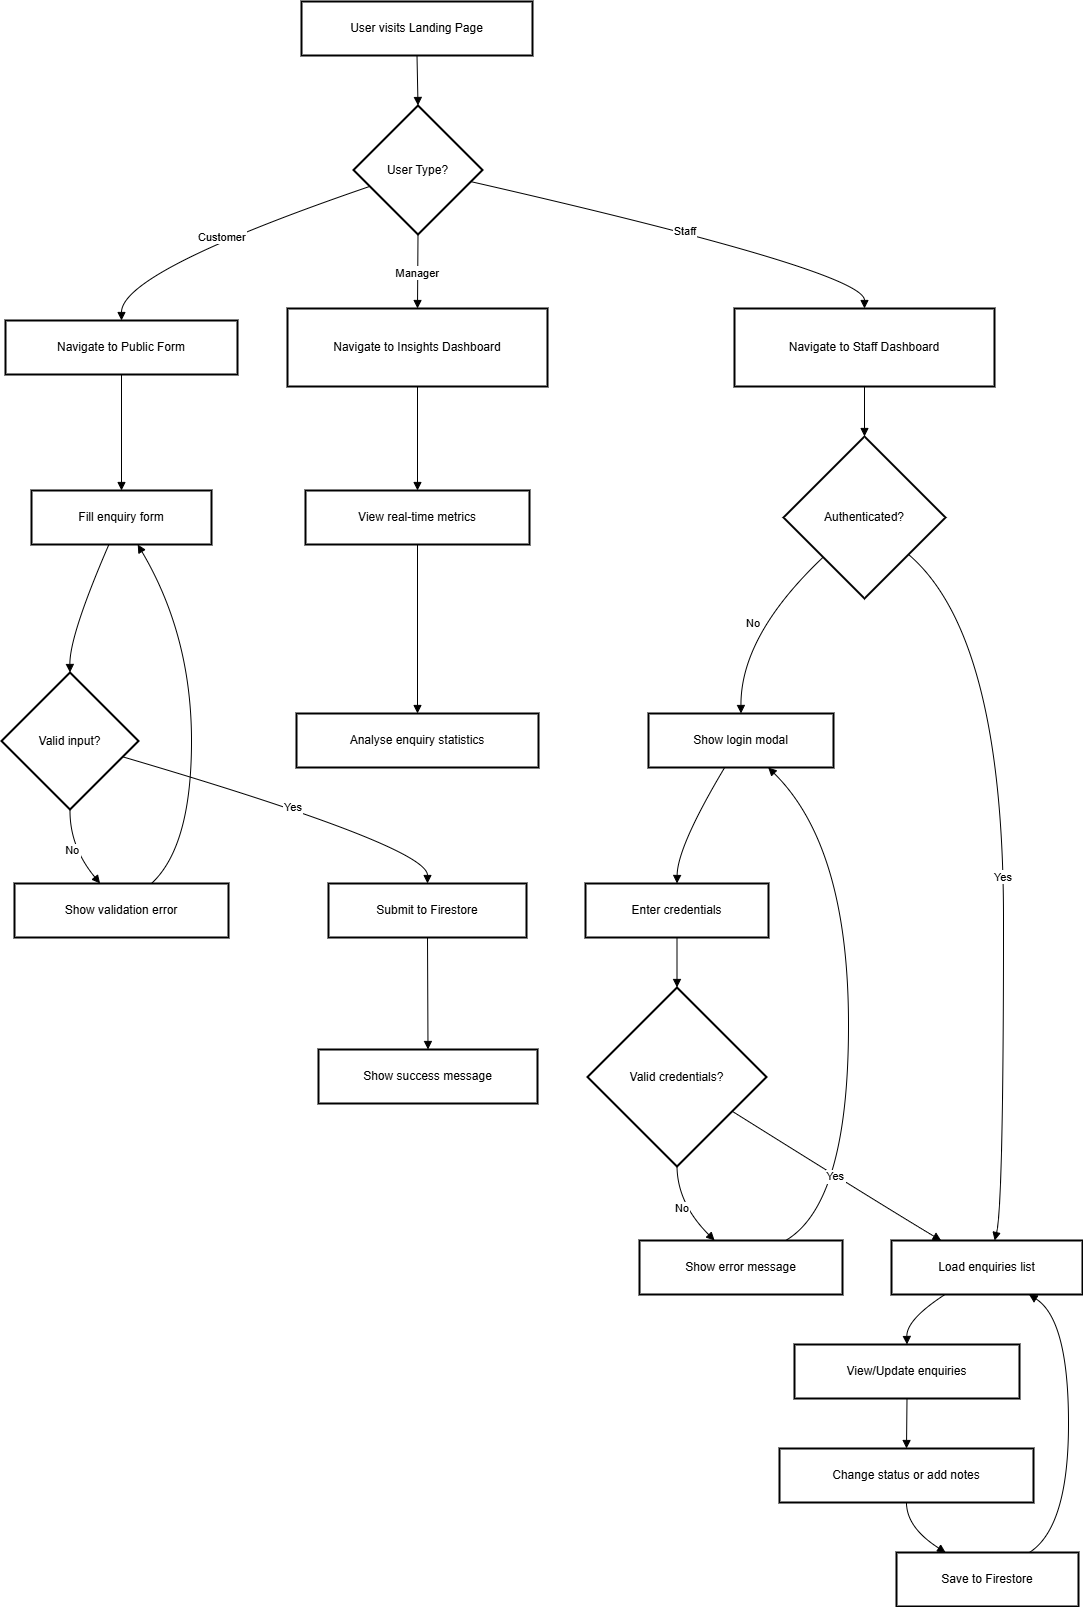 User visits Landing Page
User Type?
Customer
Manager
Staff
Navigate to Public Form
Navigate to Insights Dashboard
Navigate to Staff Dashboard
Fill enquiry form
View real-time metrics
Authenticated?
No
Valid input?
Analyse enquiry statistics
Show login modal
Yes
No
Yes
Show validation error
Submit to Firestore
Enter credentials
Show success message
Valid credentials?
Yes
No
Show error message
Load enquiries list
View/Update enquiries
Change status or add notes
Save to Firestore